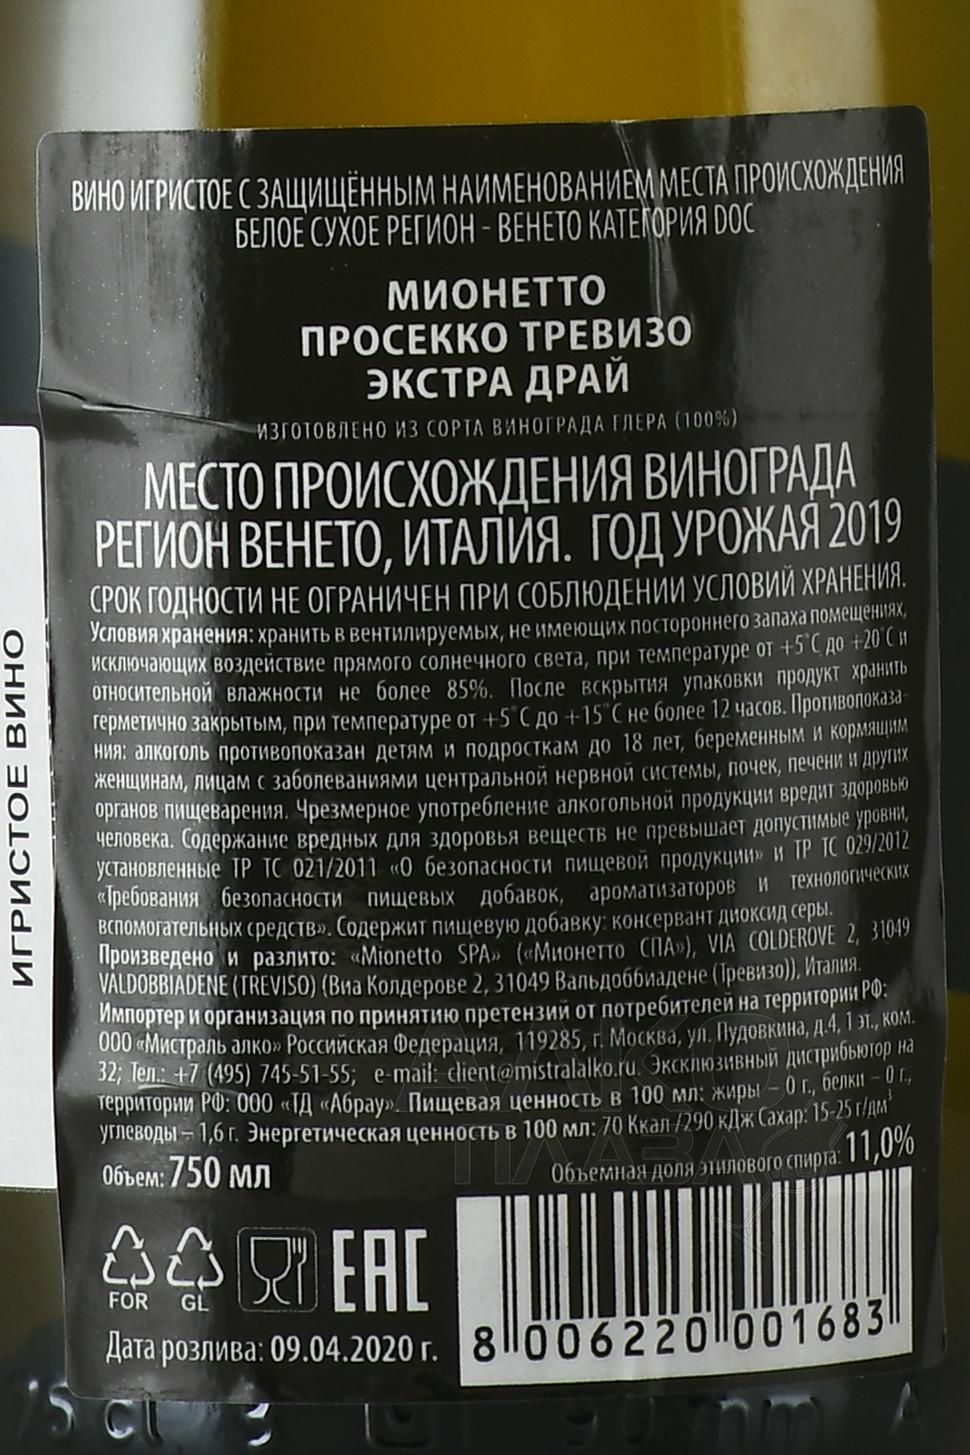 ВИНО ИГРИСТОЕ С ЗАЩИЩЁННЫМ НАИМЕНОВАНИЕМ МЕСТА ПРОИСХОЖДЕНИЯ
БЕЛОЕ СУХОЕ РЕГИОН - ВЕНЕТО КАТЕГОРИЯ DOC
МИОНЕТТО
ПРОСЕККО ТРЕВИЗО
ЭКСТРА ДРАЙ
ИЗГОТОВЛЕНО ИЗ СОРТА ВИНОГРАДА ГЛЕРА (100%)
МЕСТО ПРОИСХОЖДЕНИЯ ВИНОГРАДА
РЕГИОН ВЕНЕТО, ИТАЛИЯ. ГОД УРОЖАЯ 2019
СРОК ГОДНОСТИ НЕ ОГРАНИЧЕН ПРИ СОБЛЮДЕНИИ УСЛОВИЙ ХРАНЕНИЯ.
Условия хранения: хранить в вентилируемых, не имеющих постороннего запаха помещениях,
исключающих воздействие прямого солнечного света, при температуре от +5°С до +20°С и
относительной влажности не более 85%. После вскрытия упаковки продукт хранить
герметично закрытым, при температуре от +5°С до +15°С не более 12 часов. Противопоказа-
ния: алкоголь противопоказан детям и подросткам до 18 лет, беременным и кормящим
женщинам, лицам с заболеваниями центральной нервной системы, почек, печени и других
органов пищеварения. Чрезмерное употребление алкогольной продукции вредит здоровью
человека. Содержание вредных для здоровья веществ не превышает допустимые уровни,
установленные ТР ТС 021/2011 «О безопасности пищевой продукции» и ТР ТС 029/2012
«Требования безопасности пищевых добавок, ароматизаторов и технологических
вспомогательных средств». Содержит пищевую добавку: консервант диоксид серы.
Произведено и разлито: «Mionetto SPA» («Мионетто СПА»), VIA COLDEROVE 2, 31049
VALDOBBIADENE (TREVISO) (Виа Колдерове 2, 31049 Вальдоббиадене (Тревизо)), Италия.
Импортер и организация по принятию претензий от потребителей на территории РФ:
ООО «Мистраль алко» Российская Федерация, 119285, г. Москва, ул. Пудовкина, д.4, 1 эт., ком.
32; Тел.: +7 (495) 745-51-55; e-mail: client@mistralalko.ru. Эксклюзивный дистрибьютор на
территории РФ: ООО «ТД «Абрау». Пищевая ценность в 100 мл: жиры – 0 г., белки – 0 г.,
углеводы – 1,6 г. Энергетическая ценность в 100 мл: 70 Ккал /290 кДж Сахар: 15-25 г/дм³
Объем: 750 мл
Объемная доля этилового спирта: 11,0%
FOR GL EAC
Дата розлива: 09.04.2020 г.
8 006220 001683
ИГРИСТОЕ ВИНО
АЛКО
ПЛАЗА
75 cl
90 mm